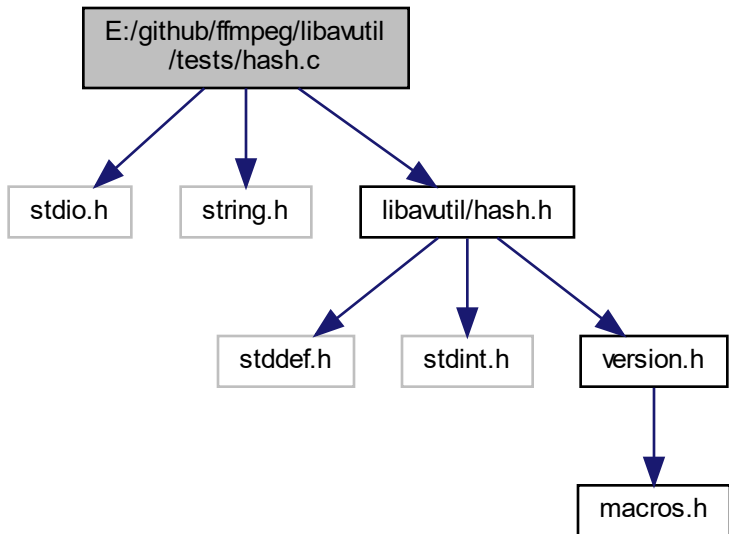 E:/github/ffmpeg/libavutil
/tests/hash.c
stdio.h
string.h
libavutil/hash.h
stddef.h
stdint.h
version.h
macros.h